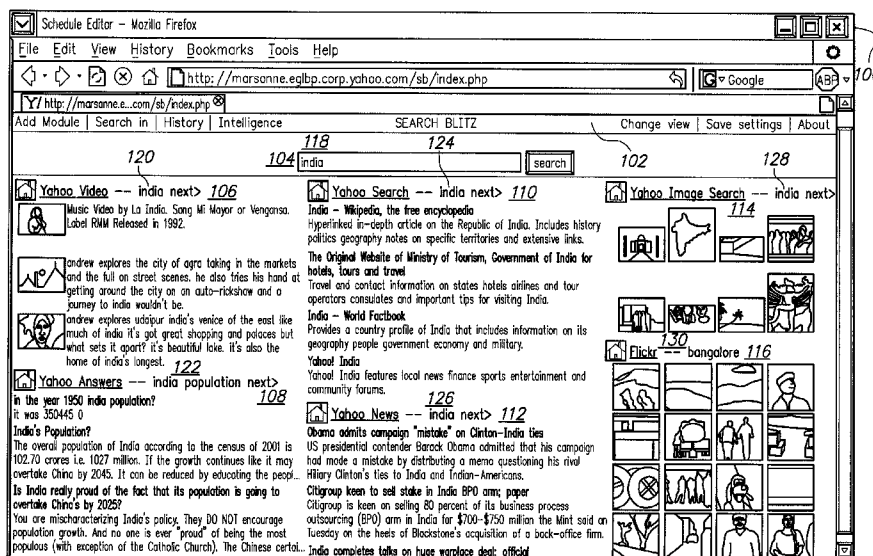 Schedule Editor - Mozilla Firefox
File Edit View History Bookmarks Tools Help
http://marsanne.eglbp.corp.yahoo.com/sb/index.php
Google
ABP
Y! http://marsanne.e...com/sb/index.php
Add Module | Search in | History | Intelligence
SEARCH BLITZ
Change view | Save settings | About
118
104
india
search
124
102
120
128
Yahoo Video -- india next> 106
Music Video by La India. Song Mi Mayor or Vengansa.
Label RMM Released in 1992.
andrew explores the city of agra taking in the markets
and the full on street scenes. he also tries his hand at
getting around the city on an auto-rickshow and a
journey to india wouldn't be.
andrew explores udaipur india's venice of the east like
much of india it's got great shopping and palaces but
what sets it apart? it's beautiful lake. it's also the
home of india's longest.
122
Yahoo Answers -- india population next>
108
in the year 1950 india population?
it was 350445 0
India's Population?
The overal population of India according to the census of 2001 is
102.70 crores i.e. 1027 million. If the growth continues like it may
overtake China by 2045. It can be reduced by educating the peopl...
Is India really proud of the fact that its population is going to
overtake China's by 2025?
You are mischaracterizing India's policy. They DO NOT encourage
population growth. And no one is ever "proud" of being the most
populous (with exception of the Catholic Church). The Chinese certai...
Yahoo Search -- india next> 110
India - Wikipedia, the free encyclopedia
Hyperlinked in-depth article on the Republic of India. Includes history
politics geography notes on specific territories and extensive links.
The Original Website of Ministry of Tourism, Government of India for
hotels, tours and travel
Travel and contact information on states hotels airlines and tour
operators consulates and important tips for visiting India.
India - World Factbook
Provides a country profile of India that includes information on its
geography people government economy and military.
Yahoo! India
Yahoo! India features local news finance sports entertainment and
community forums.
126
Yahoo News -- india next> 112
Obama admits campaign "mistake" on Clinton-India ties
US presidential contender Barack Obama admitted that his campaign
had made a mistake by distributing a memo questioning his rival
Hiliary Clinton's ties to India and Indian-Americans.
Citigroup keen to sell stake in India BPO arm; paper
Citigroup is keen on selling 80 percent of its business process
outsourcing (BPO) arm in India for $700-$750 million the Mint said on
Tuesday on the heels of Blackstone's acquisition of a back-office firm.
India completes talks on huge warplace deal: official
Yahoo Image Search -- india next>
114
130
Flickr -- bangalore 116